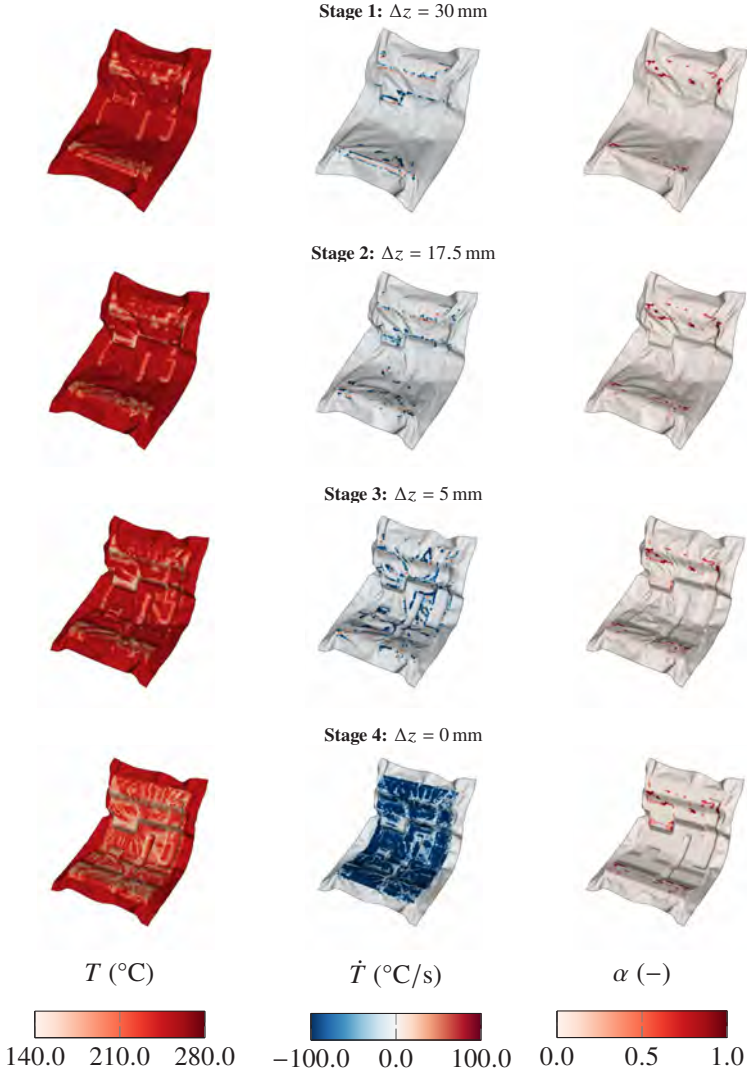 Stage 1: Δz = 30 mm
Stage 2: Δz = 17.5 mm
Stage 3: Δz = 5 mm
Stage 4: Δz = 0 mm
T (°C) Ṫ (°C/s) α (−)
140.0 210.0 280.0 −100.0 0.0 100.0 0.0 0.5 1.0